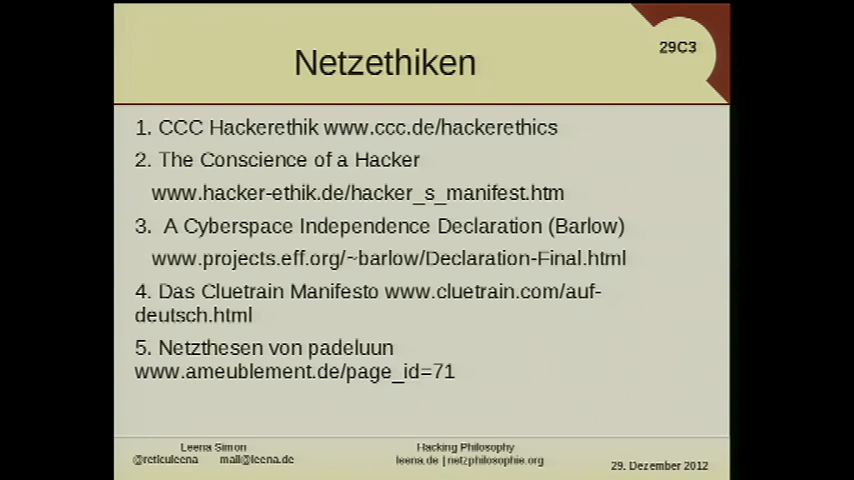 Netzethiken
29C3
1. CCC Hackerethik www.ccc.de/hackerethics
2. The Conscience of a Hacker
www.hacker-ethik.de/hacker_s_manifest.htm
3. A Cyberspace Independence Declaration (Barlow)
www.projects.eff.org/~barlow/Declaration-Final.html
4. Das Cluetrain Manifesto www.cluetrain.com/auf-
deutsch.html
5. Netzthesen von padeluun
www.ameublement.de/page_id=71
Leena Simon
@reticuleena mail@leena.de
Hacking Philosophy
leena.de | netzphilosophie.org
29. Dezember 2012